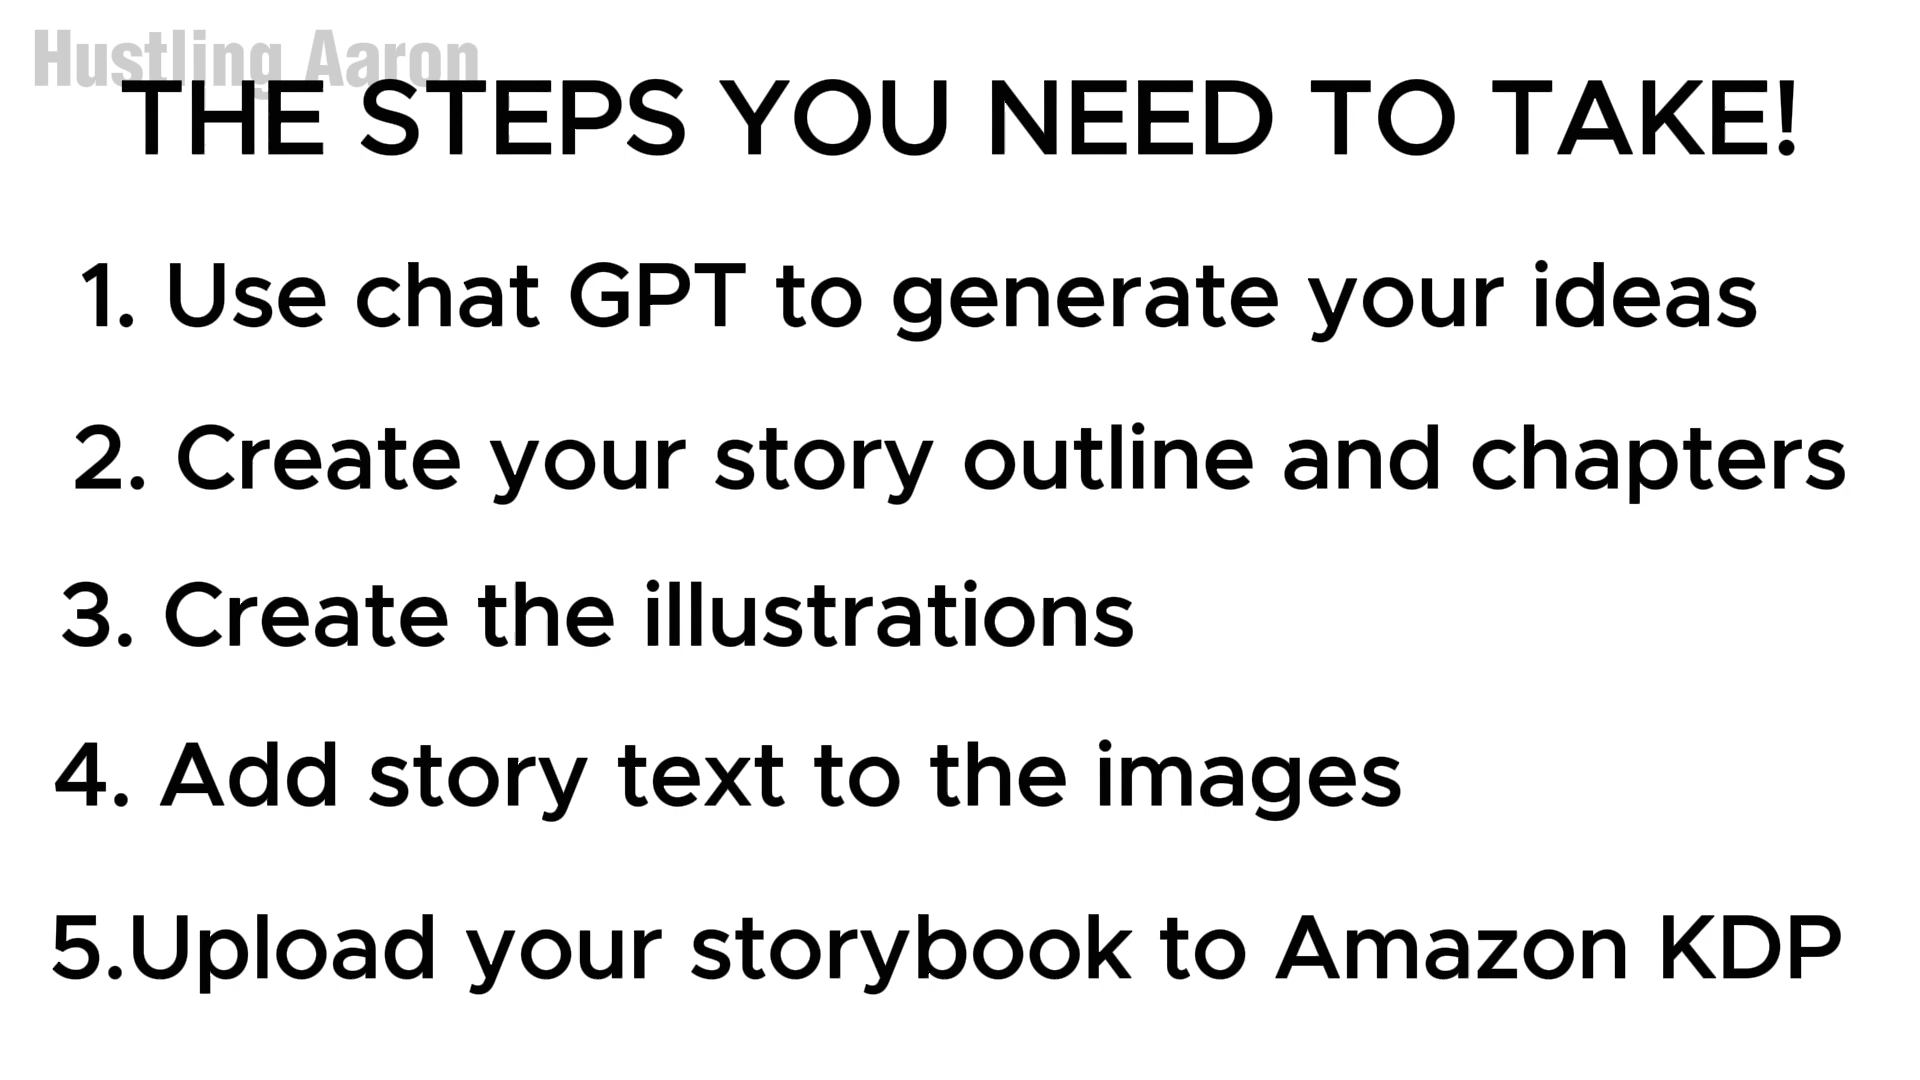 Hustling Aaron
THE STEPS YOU NEED TO TAKE!
1. Use chat GPT to generate your ideas
2. Create your story outline and chapters
3. Create the illustrations
4. Add story text to the images
5.Upload your storybook to Amazon KDP